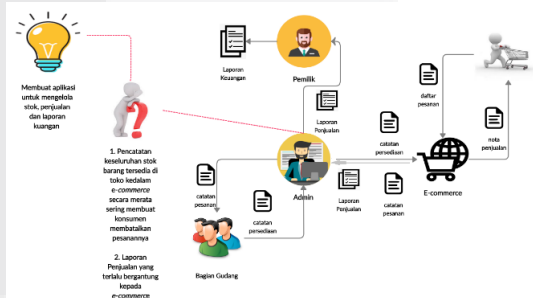 Membuat aplikasi
untuk mengelola
stok, penjualan
dan laporan
kuangan
1. Pencatatan
keseluruhan stok
barang tersedia di
toko kedalam
e-commerce
secara merata
sering membuat
konsumen
membatalkan
pesanannya
2. Laporan
Penjualan yang
terlalu bergantung
kepada
e-commerce
Laporan
Keuangan
Pemilik
Laporan
Penjualan
Admin
catatan
pesanan
catatan
persediaan
Bagian Gudang
Laporan
Penjualan
catatan
persediaan
catatan
pesanan
daftar
pesanan
nota
penjualan
E-commerce